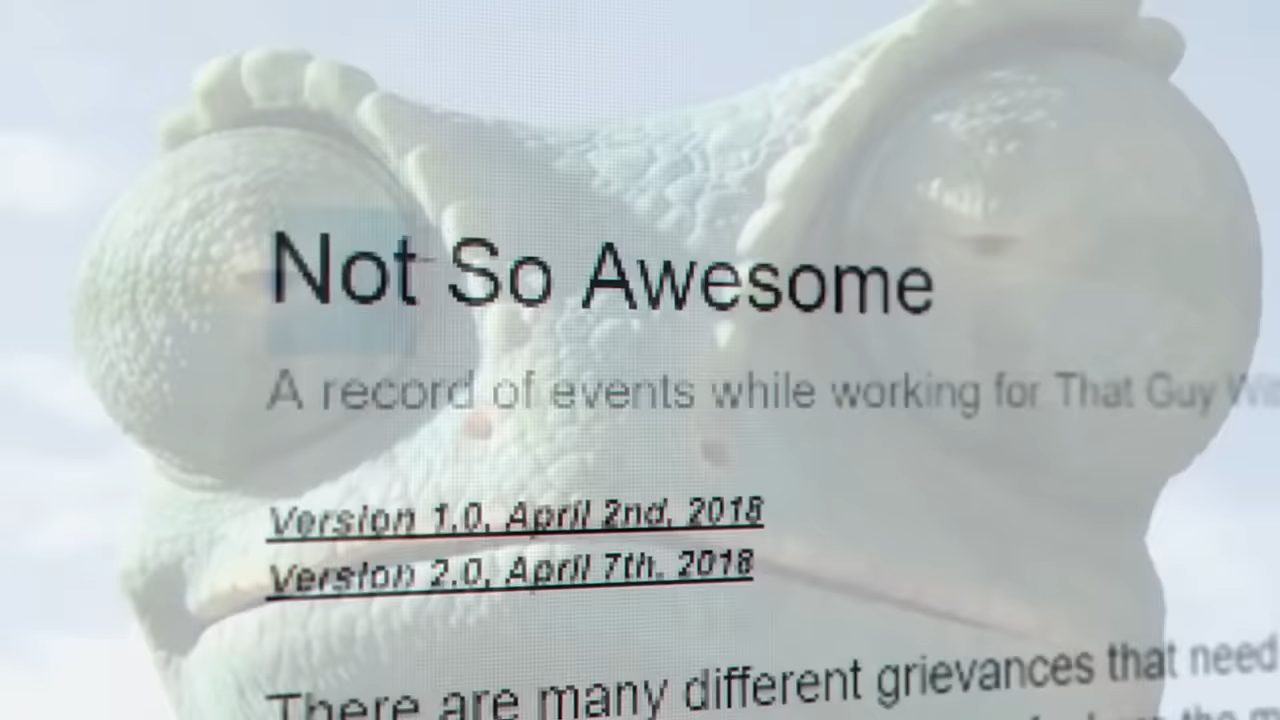 Not So Awesome
A record of events while working for That Guy
Version 1.0, April 2nd, 2018
Version 2.0, April 7th, 2018
There are many different grievances that need
the